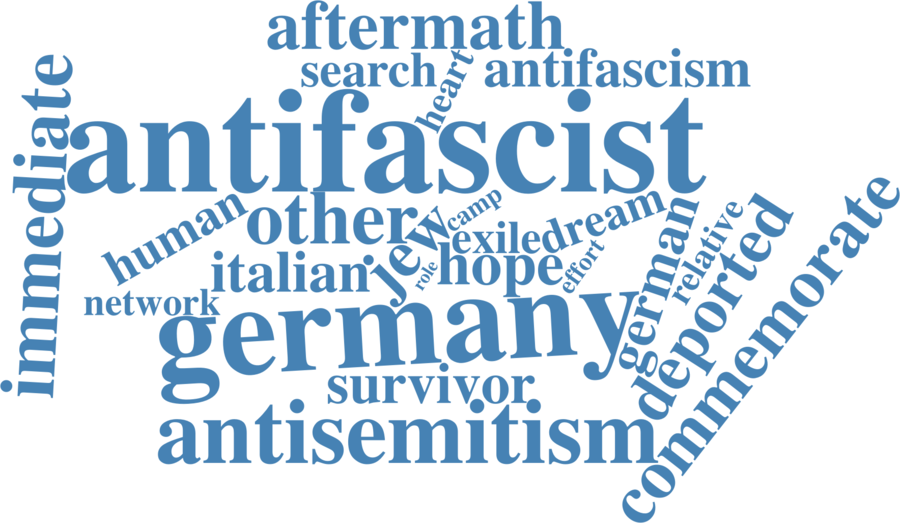 aftermath
search
heart
antifascism
immediate
antifascist
human
other
jew
camp
exile
dream
italian
role
hope
effort
german
relative
deported
commemorate
network
germany
survivor
antisemitism